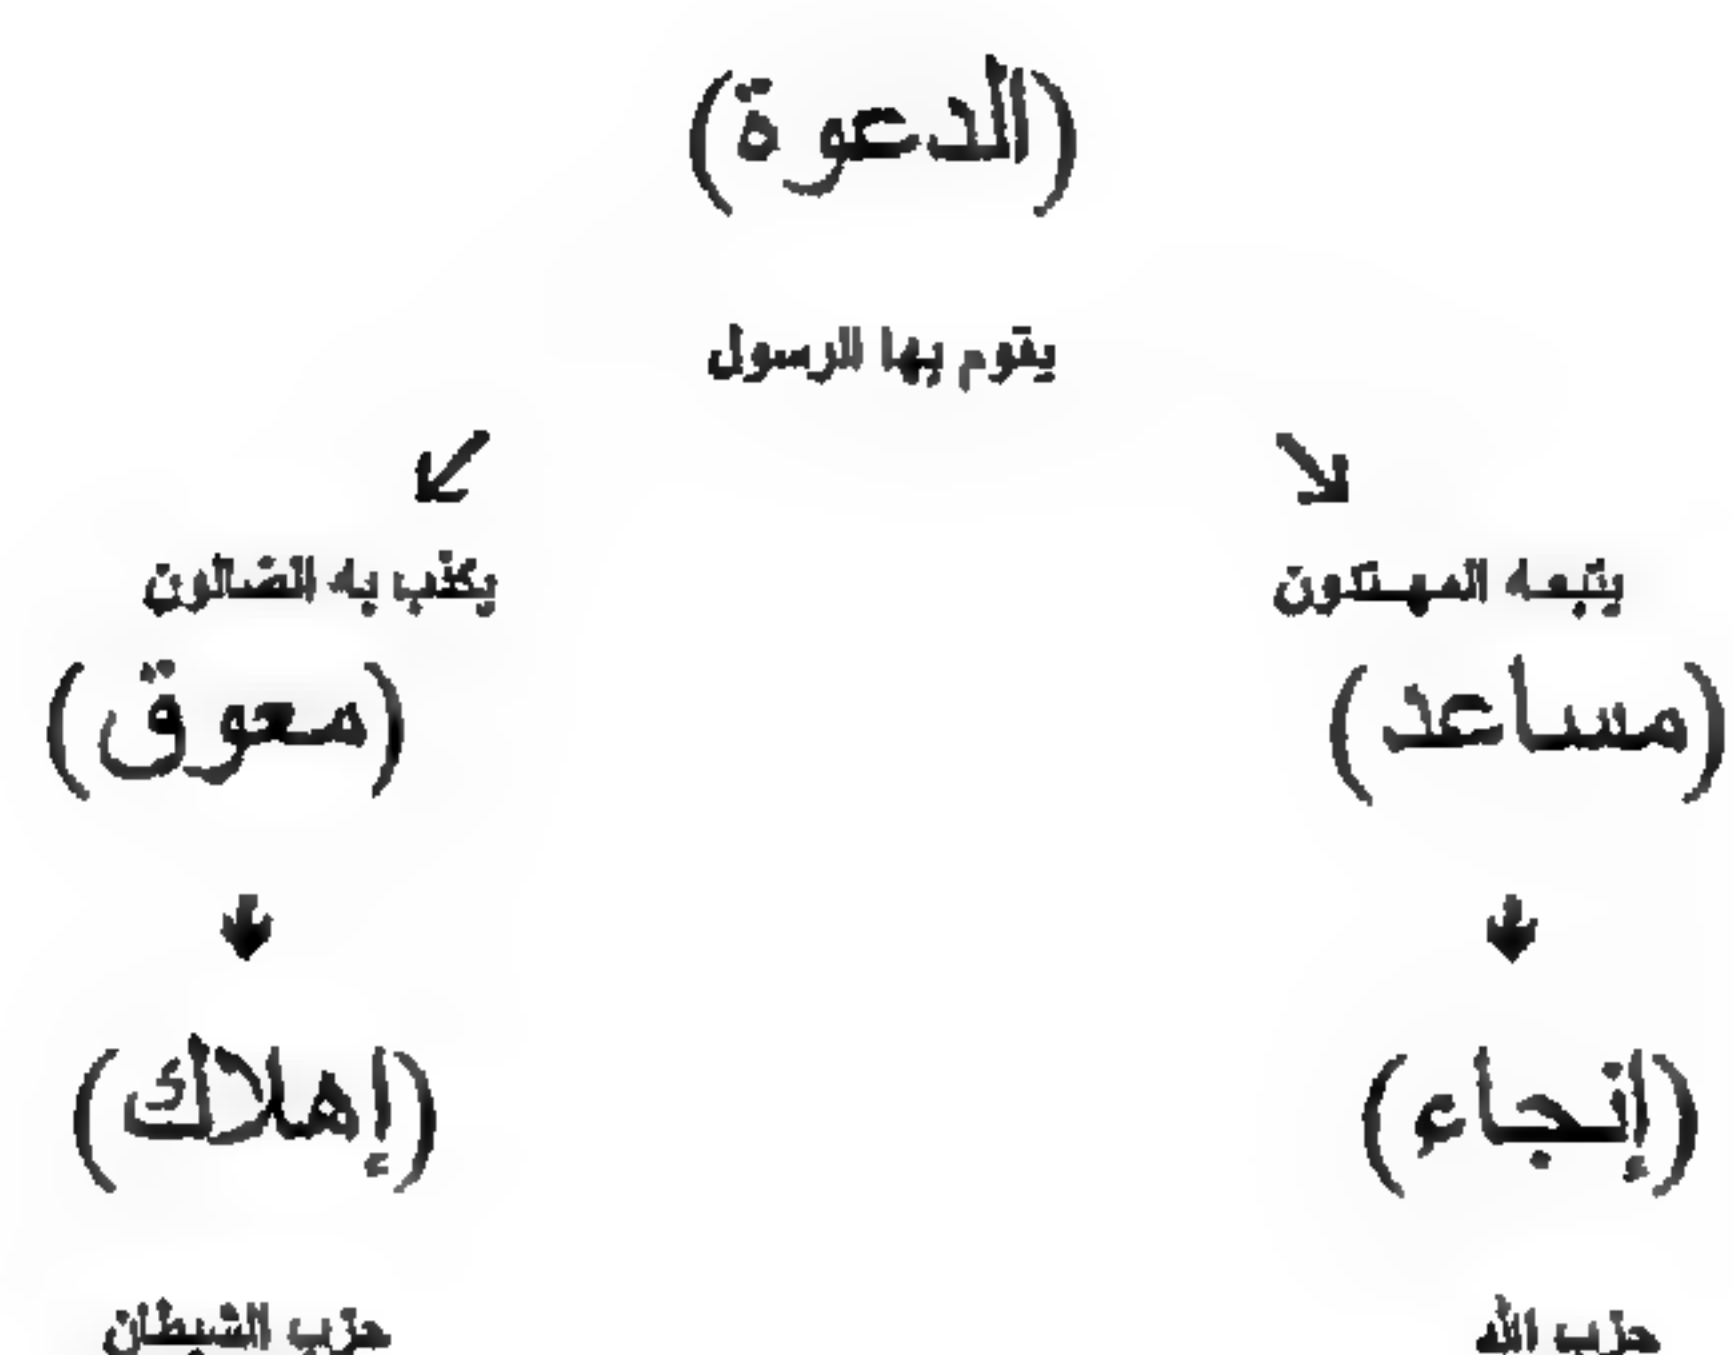 (الدعوة)
يقوم بها الرسول
يتبعه المهتدون
يكذب به الضالون
(مساعد)
(معوق)
(إنجاء)
(إهلاك)
حزب الله
حزب الشيطان